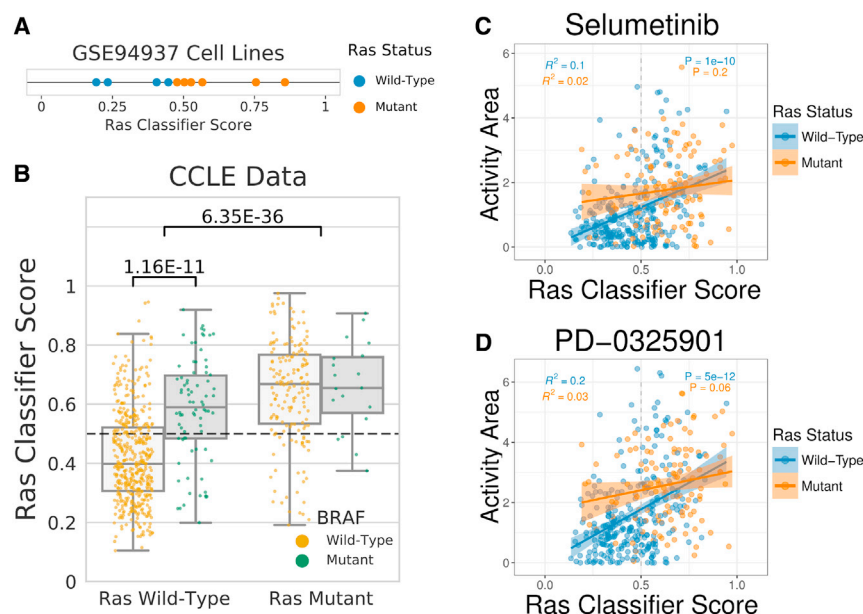 A
GSE94937 Cell Lines
0
0.25
0.50
0.75
1
Ras Classifier Score
Ras Status
Wild-Type
Mutant
B
CCLE Data
6.35E-36
1.16E-11
1
0.8
0.6
0.4
0.2
0
Ras Classifier Score
BRAF
Wild-Type
Mutant
Ras Wild-Type
Ras Mutant
C
Selumetinib
R² = 0.1
R² = 0.02
P = 1e-10
P = 0.2
6
4
2
0
Activity Area
0.0
0.5
1.0
Ras Classifier Score
Ras Status
Wild−Type
Mutant
D
PD−0325901
R² = 0.2
R² = 0.03
P = 5e-12
P = 0.06
6
4
2
0
Activity Area
0.0
0.5
1.0
Ras Classifier Score
Ras Status
Wild−Type
Mutant